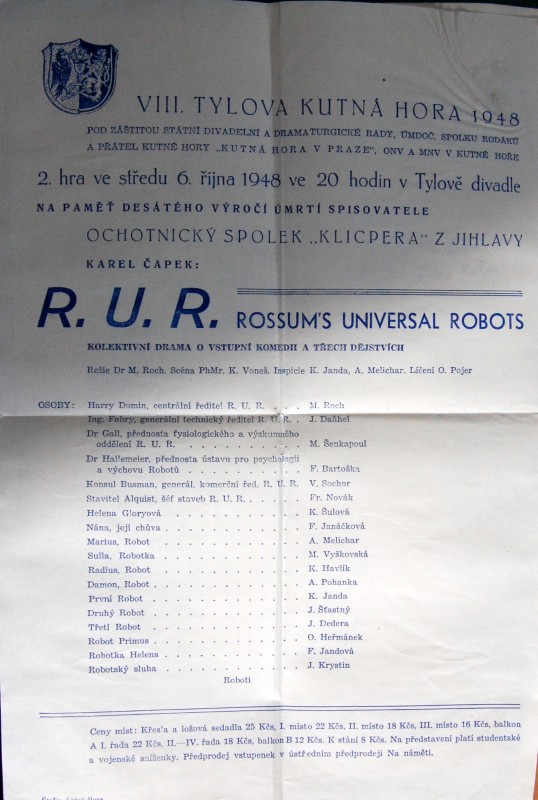 VIII. TYLOVA KUTNÁ HORA 1948
POD ZÁŠTITOU STÁTNÍ DIVADELNÍ A DRAMATURGICKÉ RADY, ÚMDOČ, SPOLKU RODÁKŮ
A PŘÁTEL KUTNÉ HORY „KUTNÁ HORA V PRAZE", ONV A MNV V KUTNÉ HOŘE
2. hra ve středu 6. října 1948 ve 20 hodin v Tylově divadle
NA PAMĚŤ DESÁTÉHO VÝROČÍ ÚMRTÍ SPISOVATELE
OCHOTNICKÝ SPOLEK „KLICPERA" Z JIHLAVY
KAREL ČAPEK:
R. U. R. ROSSUM'S UNIVERSAL ROBOTS
KOLEKTIVNÍ DRAMA O VSTUPNÍ KOMEDII A TŘECH DĚJSTVÍCH
Režie Dr M. Roch, Scéna PhMr. K. Voneš, Inspicie K. Janda, A. Melichar. Líčení O. Pojer
OSOBY: Harry Domin, centrální ředitel R. U. R. . . . M. Roch
Ing. Fabry, generální technický ředitel R. U. R. . J. Daňhel
Dr Gall, přednosta fysiologického a výzkumného
oddělení R. U. R. . . . . . . . . . . M. Šenkapoul
Dr Hallemeier, přednosta ústavu pro psychologii
a výchovu Robotů . . . . . . . . . . F. Bartoška
Konsul Busman, generál. komerční řed. R. U. R. V. Sochor
Stavitel Alquist, šéf staveb R. U. R. . . . . . Fr. Novák
Helena Gloryová . . . . . . . . . . . K. Šulová
Nána, její chůva . . . . . . . . . . . . F. Janáčková
Marius, Robot . . . . . . . . . . . . A. Melichar
Sulla, Robotka . . . . . . . . . . . . M. Vyškovská
Radius, Robot . . . . . . . . . . . . K. Havlík
Damon, Robot . . . . . . . . . . . . . A. Pohanka
První Robot . . . . . . . . . . . . . K. Janda
Druhý Robot . . . . . . . . . . . . . J. Šťastný
Třetí Robot . . . . . . . . . . . . . J. Dedera
Robot Primus . . . . . . . . . . . . . O. Heřmánek
Robotka Helena . . . . . . . . . . . . F. Jandová
Robotský sluha . . . . . . . . . . . . J. Krystin
Roboti
Ceny míst: Křes'a a ložová sedadla 25 Kčs, I. místo 22 Kčs, II. místo 18 Kčs, III. místo 16 Kčs, balkon
A I. řada 22 Kčs, II.—IV. řada 18 Kčs, balkon B 12 Kčs. K stání 8 Kčs. Na představení platí studentské
a vojenské sníženky. Předprodej vstupenek v ústředním předprodeji Na náměti.